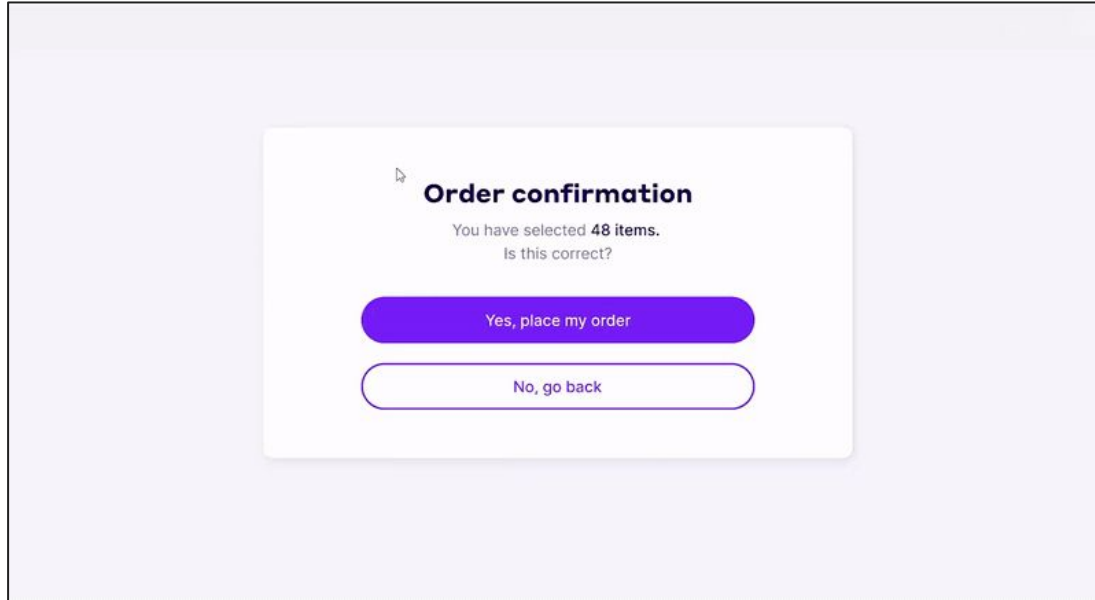 Order confirmation
You have selected 48 items.
Is this correct?
Yes, place my order
No, go back